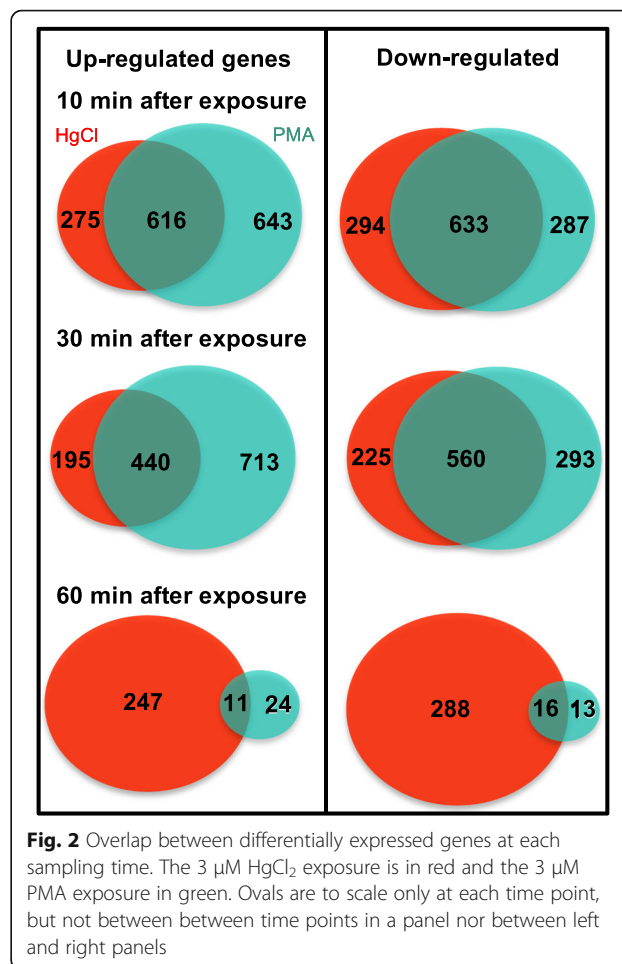 Up-regulated genes
Down-regulated
10 min after exposure
HgCl
PMA
275
616
643
294
633
287
30 min after exposure
195
440
713
225
560
293
60 min after exposure
247
11
24
288
16
13
Fig. 2 Overlap between differentially expressed genes at each
sampling time. The 3 μM HgCl₂ exposure is in red and the 3 μM
PMA exposure in green. Ovals are to scale only at each time point,
but not between between time points in a panel nor between left
and right panels